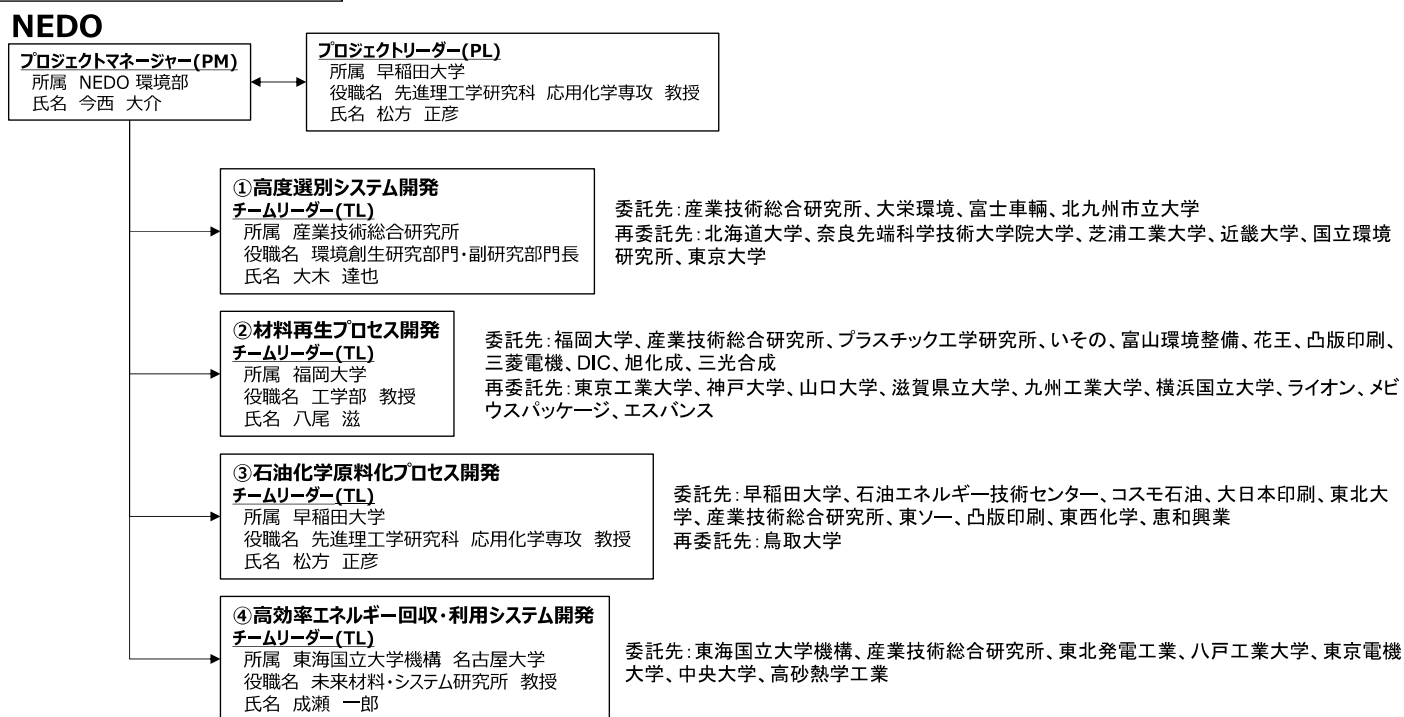 NEDO
プロジェクトマネージャー(PM)
所属 NEDO 環境部
氏名 今西 大介
プロジェクトリーダー(PL)
所属 早稲田大学
役職名 先進理工学研究科 応用化学専攻 教授
氏名 松方 正彦
①高度選別システム開発
チームリーダー(TL)
所属 産業技術総合研究所
役職名 環境創生研究部門・副研究部門長
氏名 大木 達也
委託先：産業技術総合研究所、大栄環境、富士車輌、北九州市立大学
再委託先：北海道大学、奈良先端科学技術大学院大学、芝浦工業大学、近畿大学、国立環境
研究所、東京大学
②材料再生プロセス開発
チームリーダー(TL)
所属 福岡大学
役職名 工学部 教授
氏名 八尾 滋
委託先：福岡大学、産業技術総合研究所、プラスチック工学研究所、いその、富山環境整備、花王、凸版印刷、
三菱電機、DIC、旭化成、三光合成
再委託先：東京工業大学、神戸大学、山口大学、滋賀県立大学、九州工業大学、横浜国立大学、ライオン、メビ
ウスパッケージ、エスバンス
③石油化学原料化プロセス開発
チームリーダー(TL)
所属 早稲田大学
役職名 先進理工学研究科 応用化学専攻 教授
氏名 松方 正彦
委託先：早稲田大学、石油エネルギー技術センター、コスモ石油、大日本印刷、東北大
学、産業技術総合研究所、東ソー、凸版印刷、東西化学、恵和興業
再委託先：鳥取大学
④高効率エネルギー回収・利用システム開発
チームリーダー(TL)
所属 東海国立大学機構 名古屋大学
役職名 未来材料・システム研究所 教授
氏名 成瀬 一郎
委託先：東海国立大学機構、産業技術総合研究所、東北発電工業、八戸工業大学、東京電機
大学、中央大学、高砂熱学工業